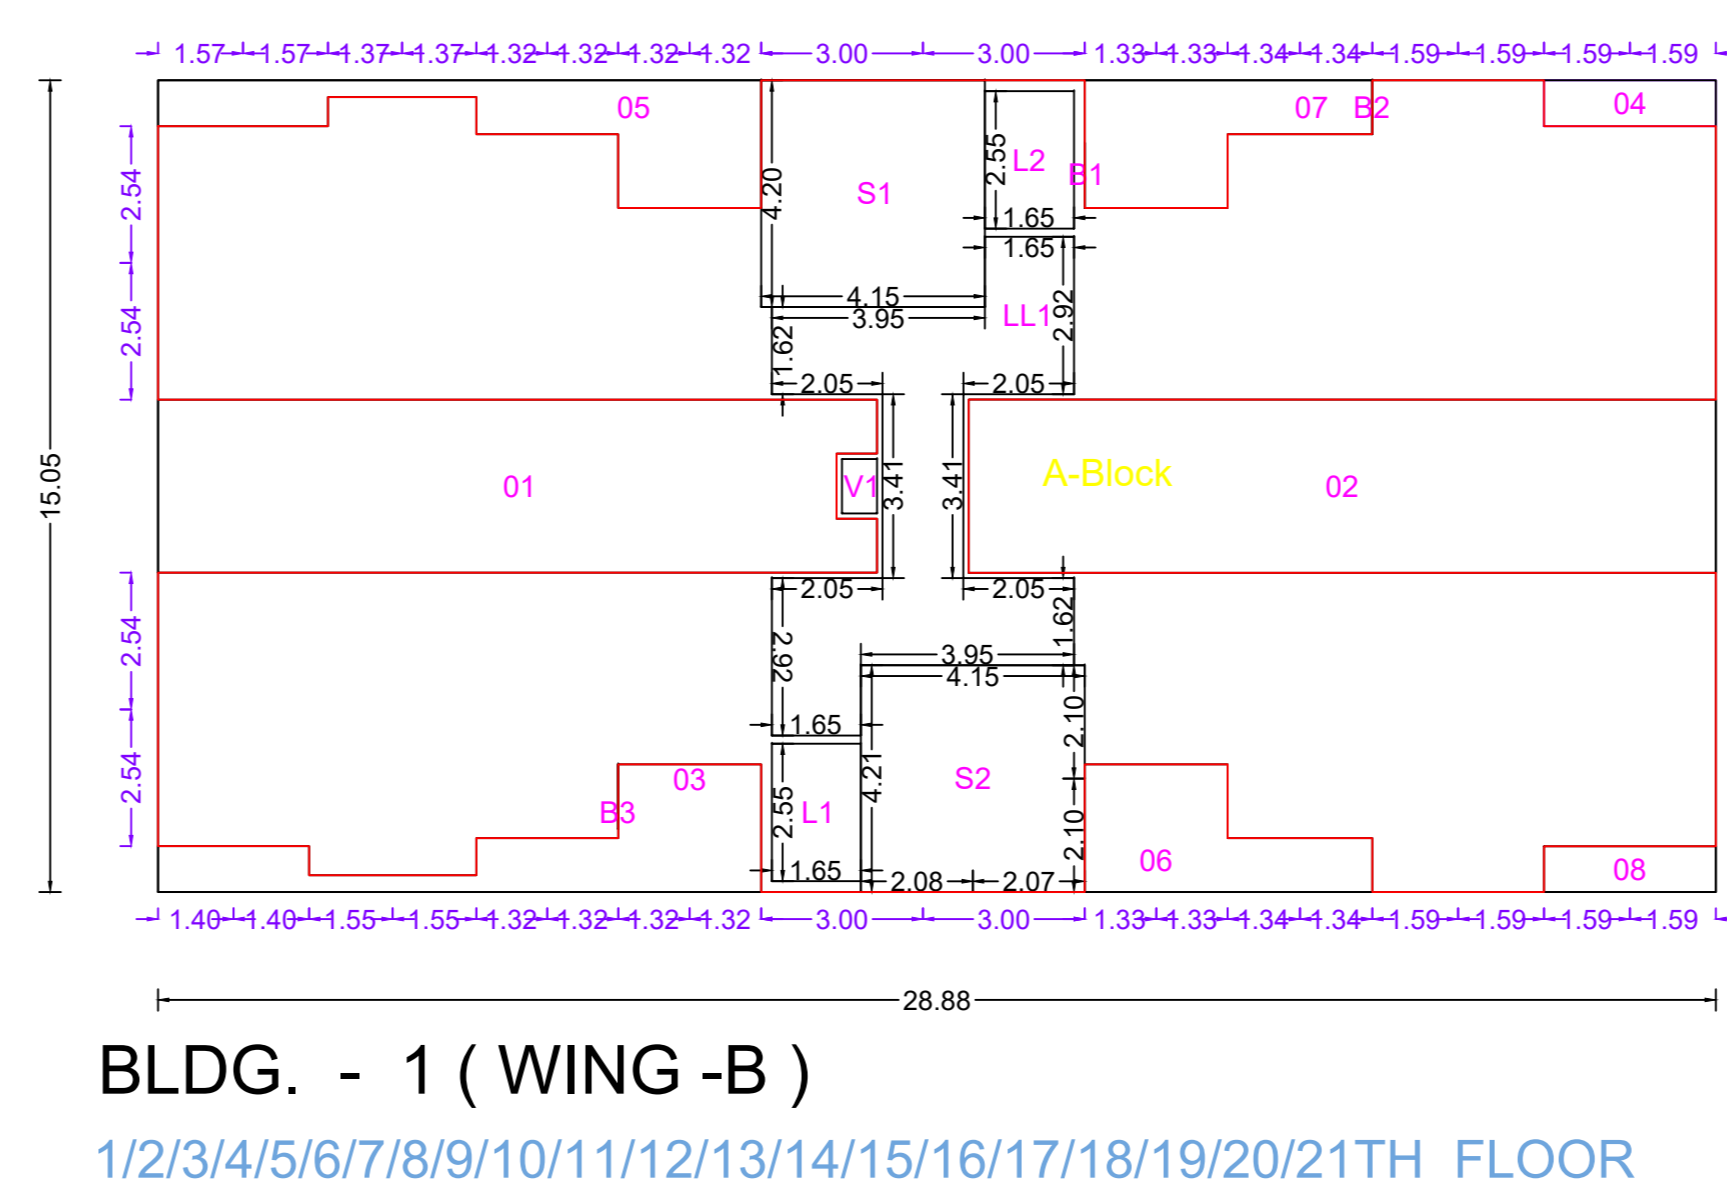 1.57 1.57 1.37 1.37 1.32 1.32 1.32 1.32 3.00 3.00 1.33 1.33 1.34 1.34 1.59 1.59 1.59 1.59
05 07 B2 04
2.55 L2
B1
2.54 4.20 S1
1.65
1.65
4.15
3.95 LL1 2.92
2.54 1.62
2.05 2.05
15.05 01 V1 3.41 3.41 A-Block 02
2.05 2.05
2.54 2.92 1.62
3.95
4.15
1.65 2.10
2.54 03 4.21 S2
B3 2.55 L1 2.10
06 08
1.65 2.08 2.07
1.40 1.40 1.55 1.55 1.32 1.32 1.32 1.32 3.00 3.00 1.33 1.33 1.34 1.34 1.59 1.59 1.59 1.59
28.88
BLDG. - 1 ( WING -B )
1/2/3/4/5/6/7/8/9/10/11/12/13/14/15/16/17/18/19/20/21TH FLOOR